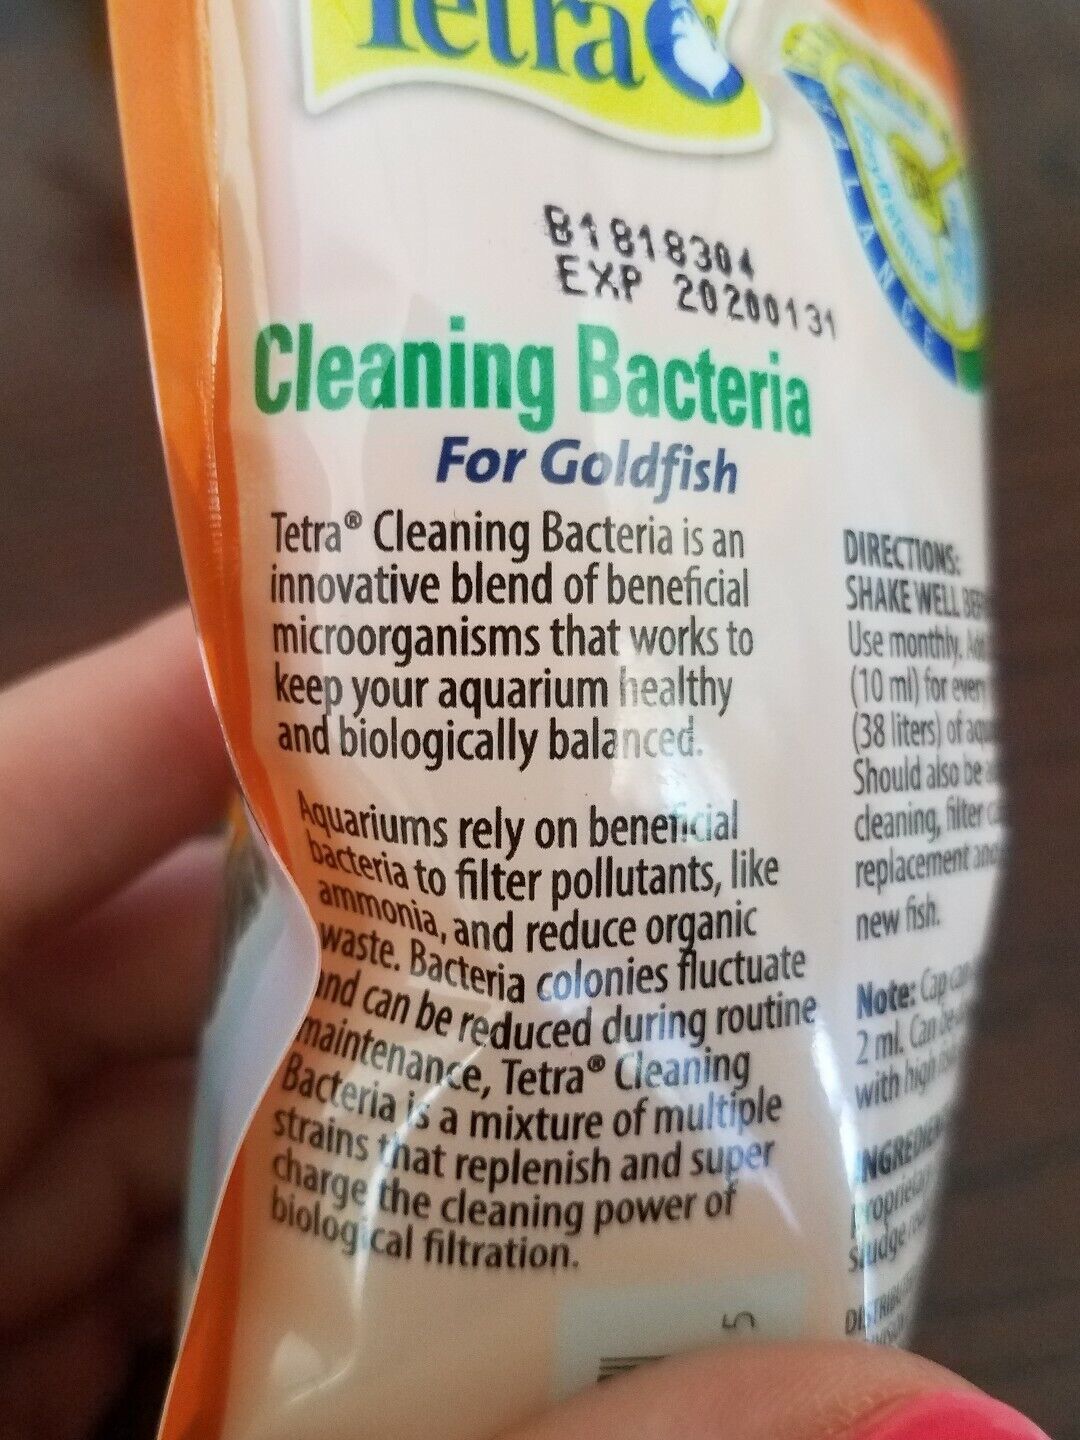 Tetra
B1818304
EXP 20200131
Cleaning Bacteria
For Goldfish
Tetra® Cleaning Bacteria is an
innovative blend of beneficial
microorganisms that works to
keep your aquarium healthy
and biologically balanced.
Aquariums rely on beneficial
bacteria to filter pollutants, like
ammonia, and reduce organic
waste. Bacteria colonies fluctuate
and can be reduced during routine
maintenance, Tetra® Cleaning
Bacteria is a mixture of multiple
strains that replenish and super
charge the cleaning power of
biological filtration.
DIRECTIONS:
SHAKE WELL
Use monthly.
(10 ml) for every
(38 liters) of
Should also be
cleaning, filter
replacement and
new fish.
Note: Cap
2 ml. Can be
with high
5